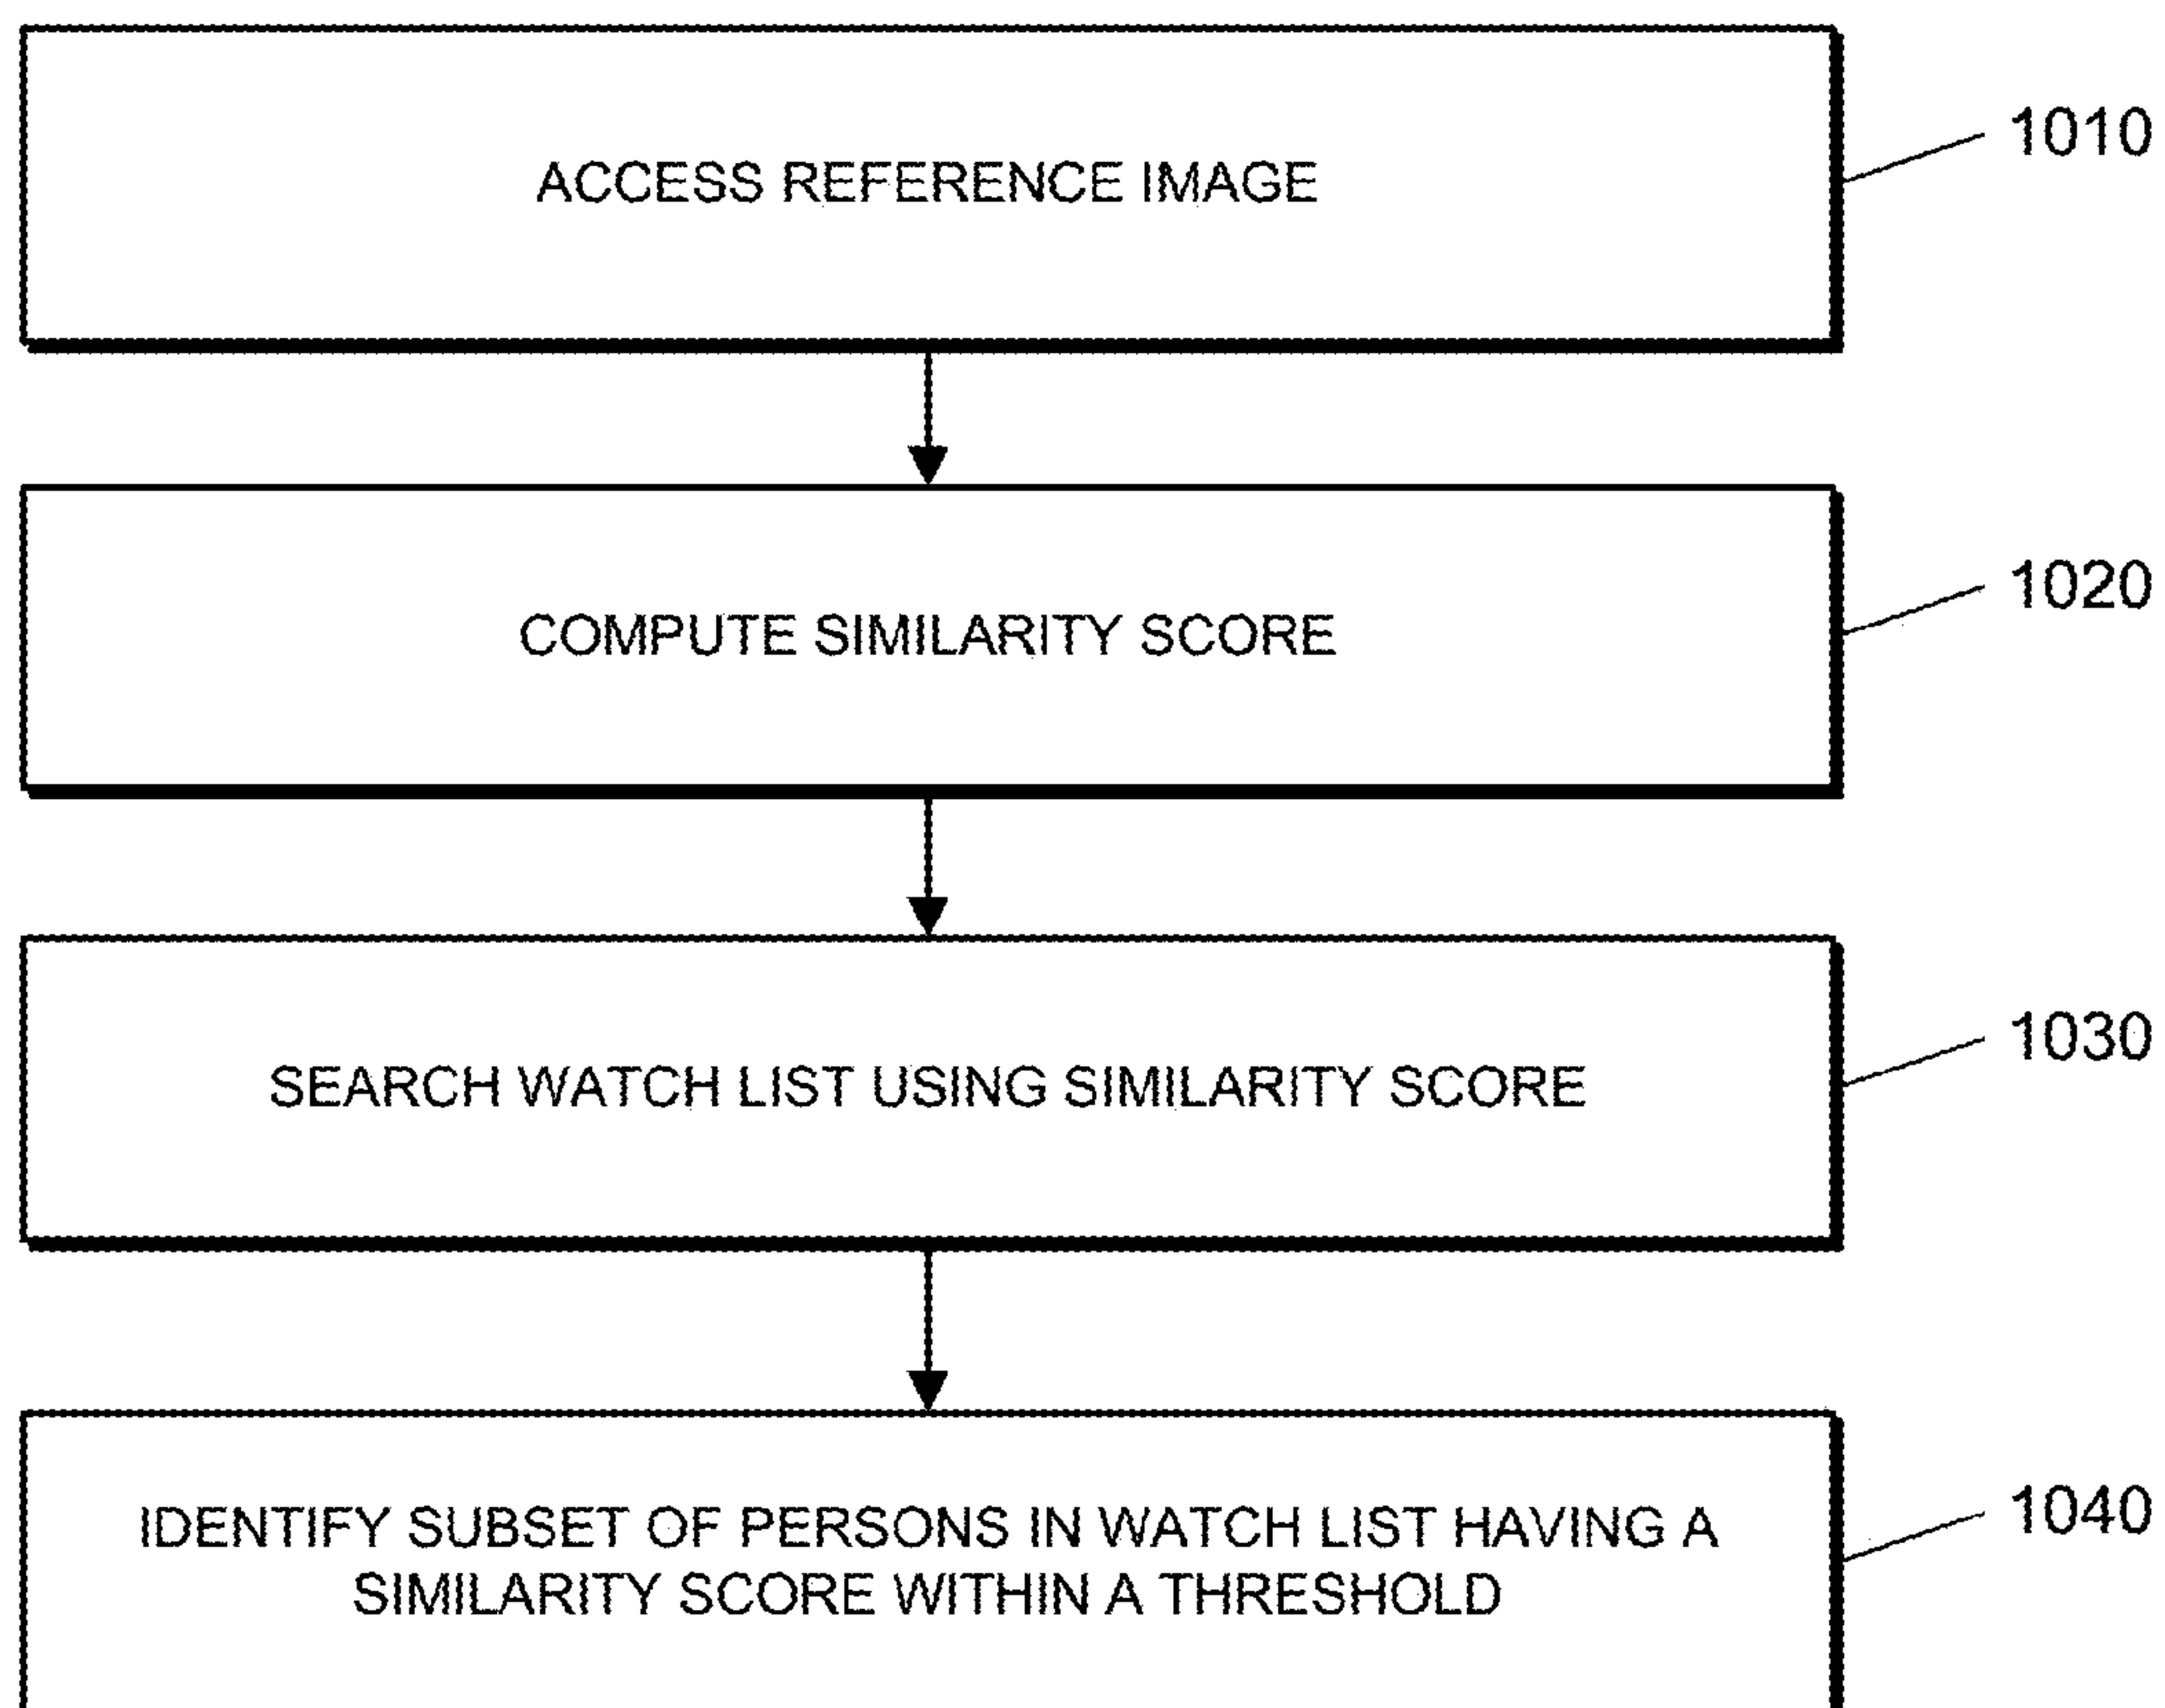 ACCESS REFERENCE IMAGE
1010
COMPUTE SIMILARITY SCORE
1020
SEARCH WATCH LIST USING SIMILARITY SCORE
1030
IDENTIFY SUBSET OF PERSONS IN WATCH LIST HAVING A
SIMILARITY SCORE WITHIN A THRESHOLD
1040